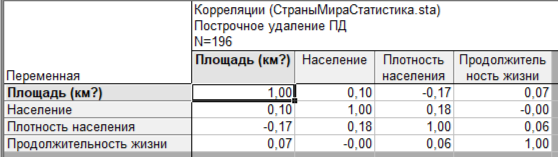 Корреляции (СтраныМираСтатистика.sta)
Построчное удаление ПД
N=196
Переменная Площадь (км?) Население Плотность населения Продолжительность жизни
Площадь (км?) 1,00 0,10 -0,17 0,07
Население 0,10 1,00 0,18 -0,00
Плотность населения -0,17 0,18 1,00 0,06
Продолжительность жизни 0,07 -0,00 0,06 1,00